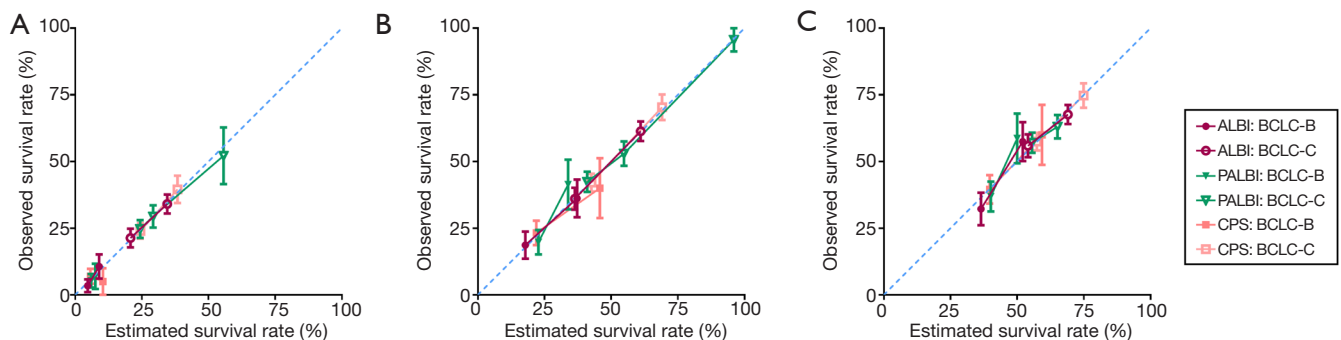 A
Observed survival rate (%)
100
75
50
25
0
0 25 50 75 100
Estimated survival rate (%)
B
Observed survival rate (%)
100
75
50
25
0
0 25 50 75 100
Estimated survival rate (%)
C
Observed survival rate (%)
100
75
50
25
0
0 25 50 75 100
Estimated survival rate (%)
ALBI: BCLC-B
ALBI: BCLC-C
PALBI: BCLC-B
PALBI: BCLC-C
CPS: BCLC-B
CPS: BCLC-C